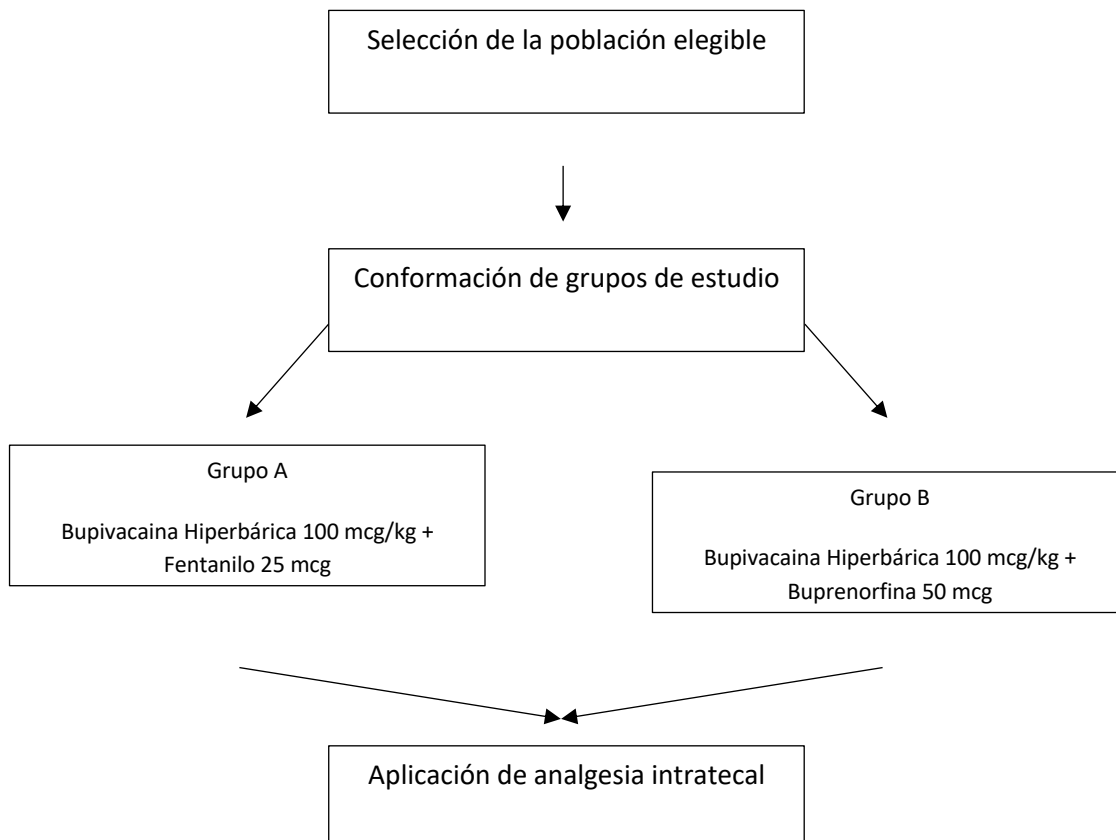 Selección de la población elegible
Conformación de grupos de estudio
Grupo A
Bupivacaina Hiperbárica 100 mcg/kg +
Fentanilo 25 mcg
Grupo B
Bupivacaina Hiperbárica 100 mcg/kg +
Buprenorfina 50 mcg
Aplicación de analgesia intratecal